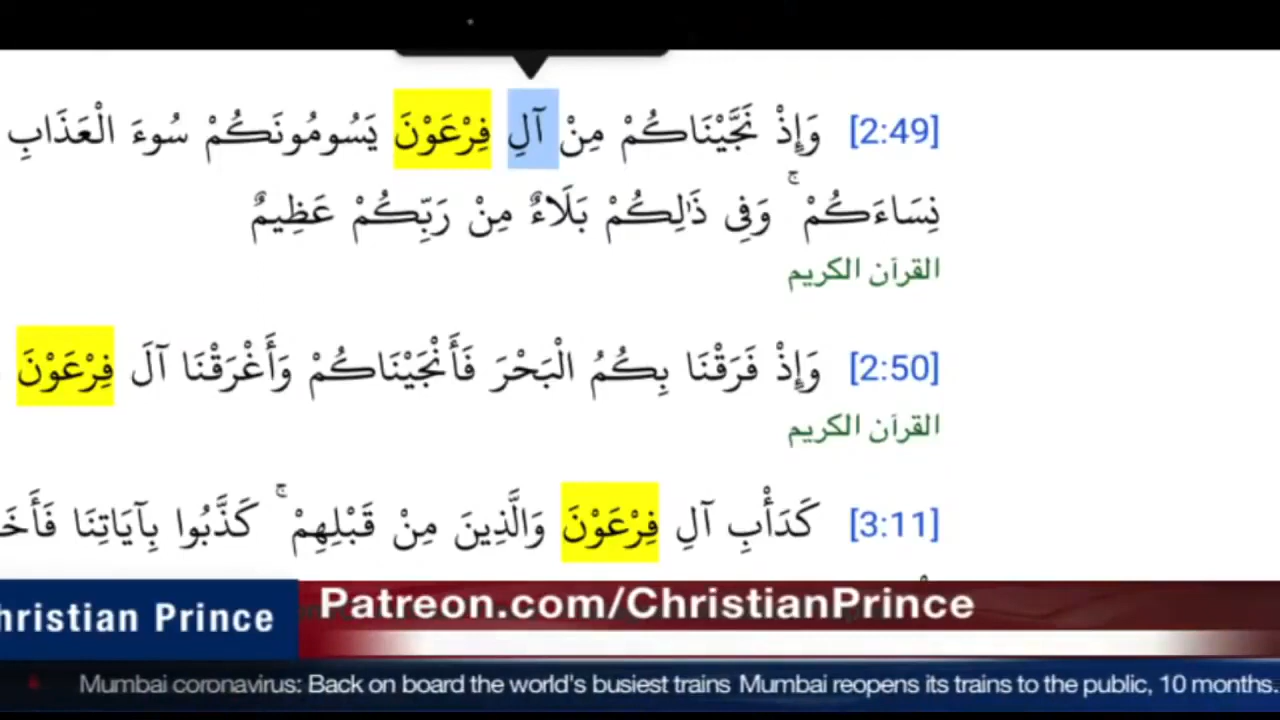 [2:49] وَإِذْ نَجَّيْنَاكُمْ مِنْ آلِ فِرْعَوْنَ يَسُومُونَكُمْ سُوءَ الْعَذَابِ
نِسَاءَكُمْ ۚ وَفِي ذَٰلِكُمْ بَلَاءٌ مِنْ رَبِّكُمْ عَظِيمٌ
القرآن الكريم
[2:50] وَإِذْ فَرَقْنَا بِكُمُ الْبَحْرَ فَأَنْجَيْنَاكُمْ وَأَغْرَقْنَا آلَ فِرْعَوْنَ
القرآن الكريم
[3:11] كَدَأْبِ آلِ فِرْعَوْنَ وَالَّذِينَ مِنْ قَبْلِهِمْ ۚ كَذَّبُوا بِآيَاتِنَا فَأَخَ
hristian Prince
Patreon.com/ChristianPrince
Mumbai coronavirus: Back on board the world's busiest trains Mumbai reopens its trains to the public, 10 months.